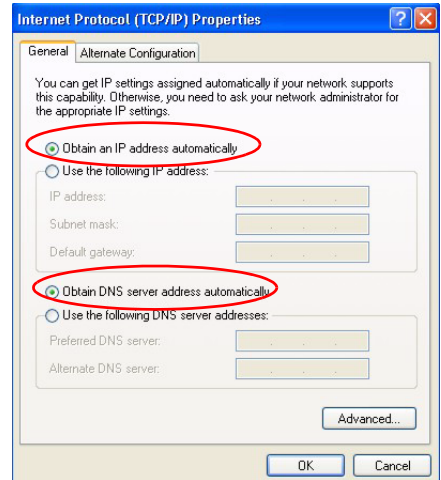 Internet Protocol (TCP/IP) Properties
General
Alternate Configuration
You can get IP settings assigned automatically if your network supports
this capability. Otherwise, you need to ask your network administrator for
the appropriate IP settings.
Obtain an IP address automatically
Use the following IP address:
IP address:
Subnet mask:
Default gateway:
Obtain DNS server address automatically
Use the following DNS server addresses:
Preferred DNS server:
Alternate DNS server:
Advanced...
OK
Cancel